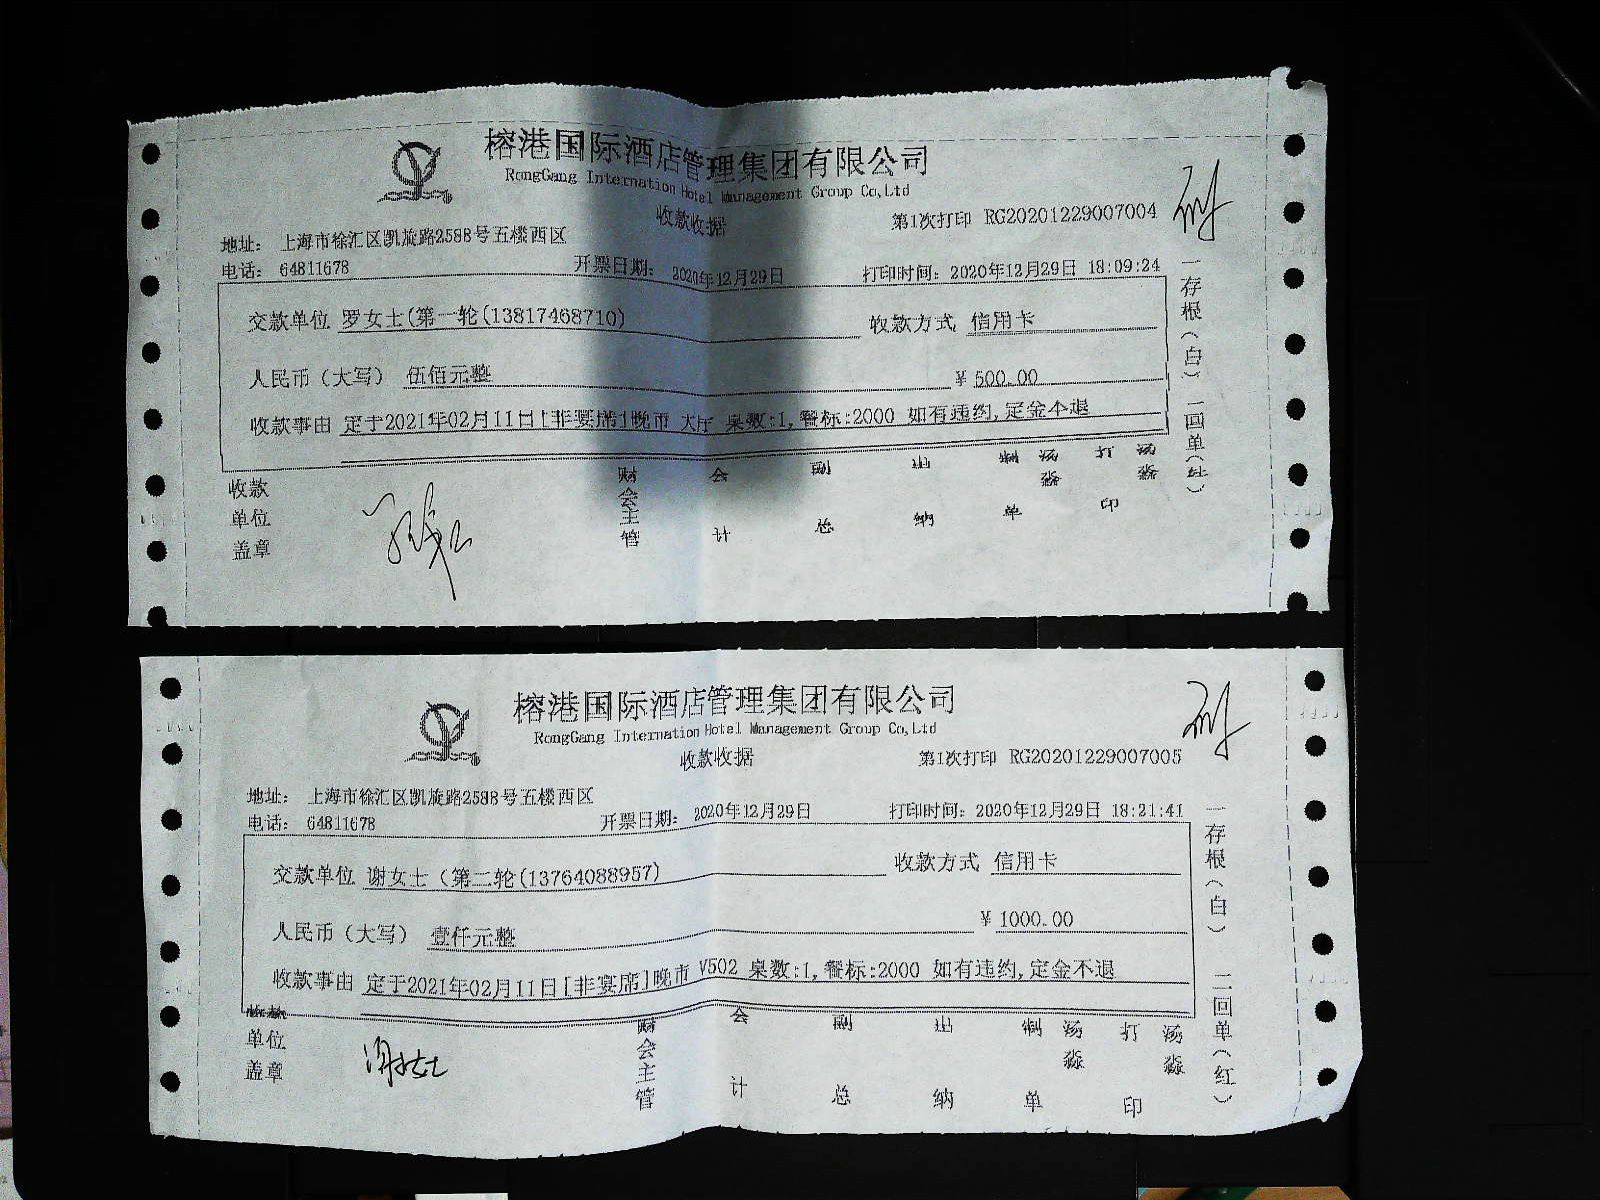 榕港国际酒店管理集团有限公司
RongGang Internation Hotel Management Group Co,Ltd
收款收据 第1次打印 RG20201229007004
地址： 上海市徐汇区凯旋路2588号五楼西区
电话： 64811678 开票日期： 2020年12月29日 打印时间：2020年12月29日 18:09:24
交款单位 罗女士(第一轮(13817468710) 收款方式 信用卡
人民币（大写） 伍佰元整 ￥500.00
收款事由 定于2021年02月11日[非宴席]晚市 大厅 桌数:1,餐标:2000 如有违约,定金不退
收款单位盖章 财会主管 会计 副总 出纳 制单 汤淼 打印 汤淼
一存根（白） 二回单（红）
榕港国际酒店管理集团有限公司
RongGang Internation Hotel Management Group Co,Ltd
收款收据 第1次打印 RG20201229007005
地址： 上海市徐汇区凯旋路2588号五楼西区
电话： 64811678 开票日期： 2020年12月29日 打印时间：2020年12月29日 18:21:41
交款单位 谢女士（第二轮(13764088957) 收款方式 信用卡
人民币（大写） 壹仟元整 ￥1000.00
收款事由 定于2021年02月11日[非宴席]晚市 V502 桌数:1,餐标:2000 如有违约,定金不退
收款单位盖章 谢女士 财会主管 会计 副总 出纳 制单 汤淼 打印 汤淼
一存根（白） 二回单（红）